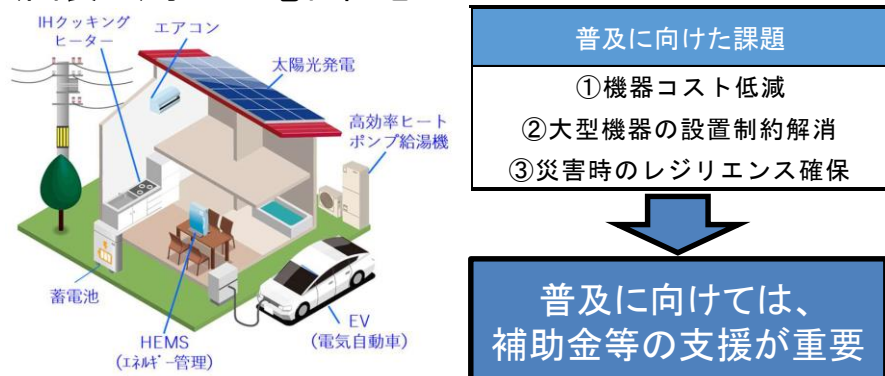 IHクッキング
ヒーター
エアコン
太陽光発電
高効率ヒート
ポンプ給湯機
蓄電池
HEMS
(ｴﾈﾙｷﾞｰ管理)
EV
(電気自動車)
普及に向けた課題
①機器コスト低減
②大型機器の設置制約解消
③災害時のレジリエンス確保
普及に向けては、
補助金等の支援が重要